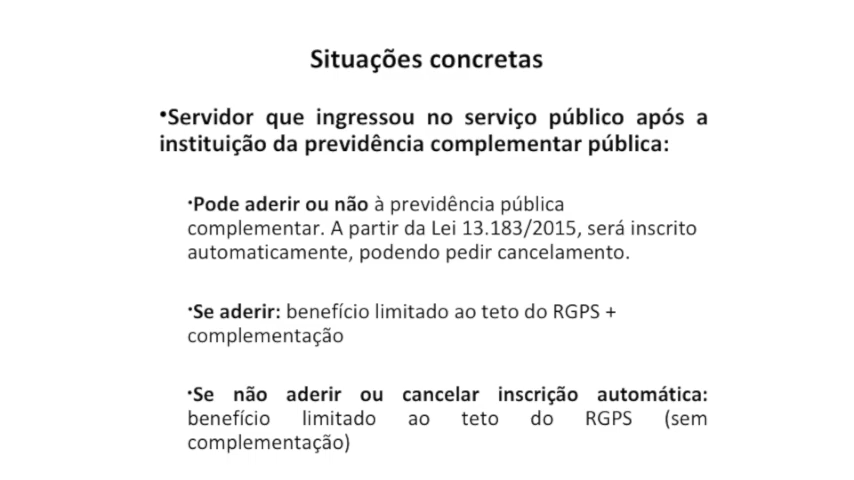 Situações concretas
•Servidor que ingressou no serviço público após a
instituição da previdência complementar pública:
•Pode aderir ou não à previdência pública
complementar. A partir da Lei 13.183/2015, será inscrito
automaticamente, podendo pedir cancelamento.
•Se aderir: benefício limitado ao teto do RGPS +
complementação
•Se não aderir ou cancelar inscrição automática:
benefício limitado ao teto do RGPS (sem
complementação)